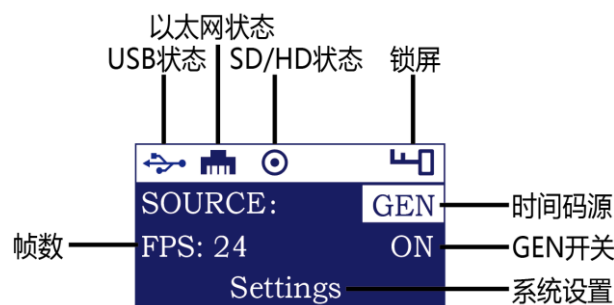 以太网状态
USB状态 SD/HD状态 锁屏
SOURCE: GEN 时间码源
帧数 FPS: 24 ON GEN开关
Settings 系统设置